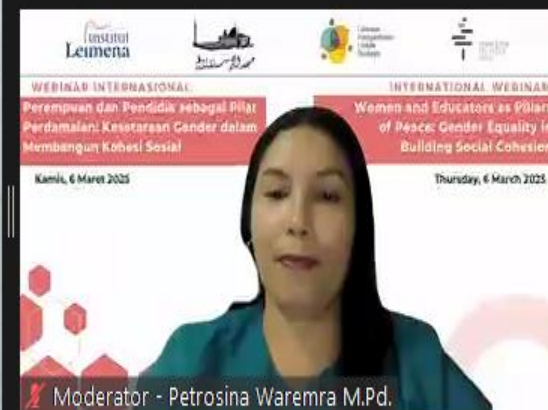 Institut
Leimena
WEBINAR INTERNASIONAL
Perempuan dan Pendidik sebagai Pilar
Perdamaian: Kesetaraan Gender dalam
Membangun Kohesi Sosial
Kamis, 6 Maret 2025
INTERNATIONAL WEBINAR
Women and Educators as Pillars
of Peace: Gender Equality in
Building Social Cohesion
Thursday, 6 March 2025
Moderator - Petrosina Waremra M.Pd.